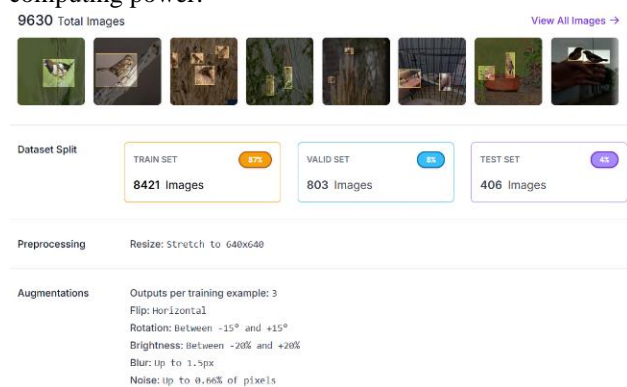 computing power.
9630 Total Images
View All Images →
Dataset Split
TRAIN SET 87%
8421 Images
VALID SET 8%
803 Images
TEST SET 4%
406 Images
Preprocessing
Resize: Stretch to 640x640
Augmentations
Outputs per training example: 3
Flip: Horizontal
Rotation: Between -15° and +15°
Brightness: Between -20% and +20%
Blur: Up to 1.5px
Noise: Up to 0.66% of pixels